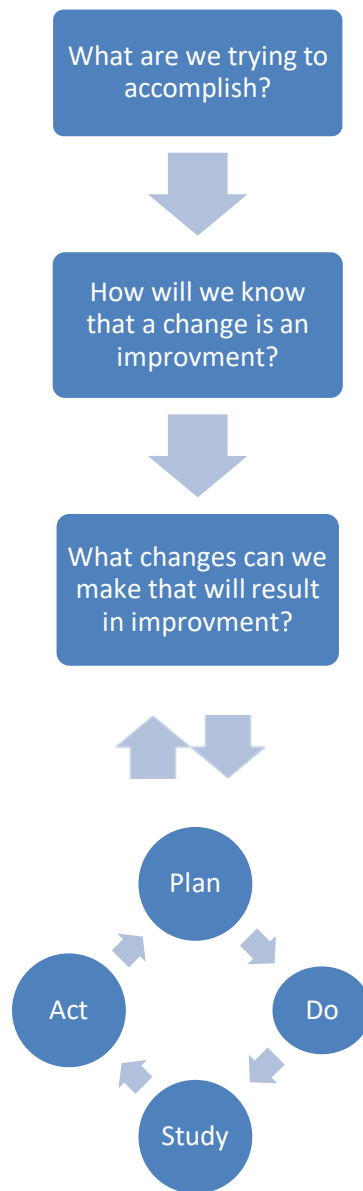 What are we trying to
accomplish?
How will we know
that a change is an
improvment?
What changes can we
make that will result
in improvment?
Plan
Act
Do
Study